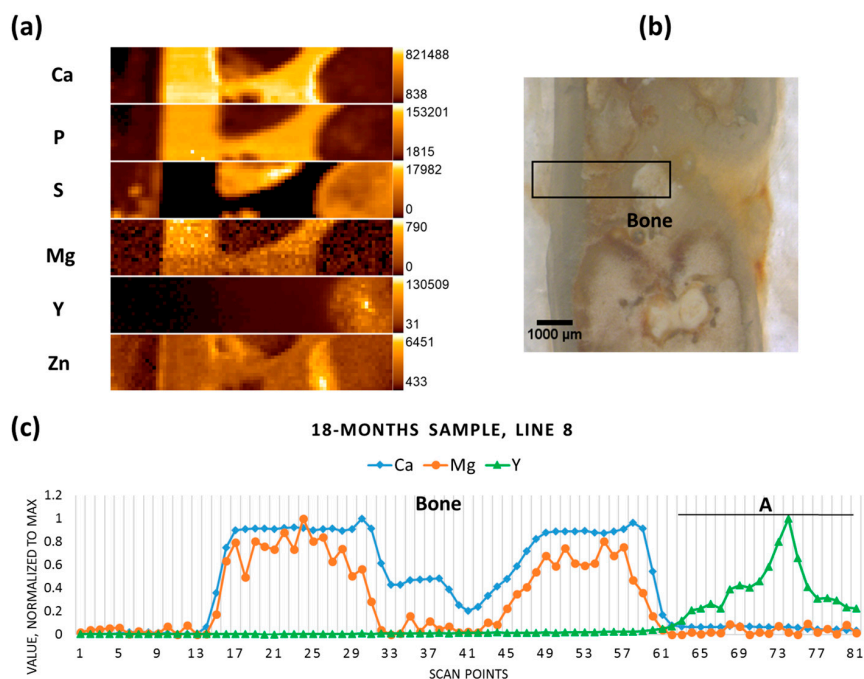 (a)
(b)
Ca
821488
838
P
153201
1815
S
17982
0
Mg
790
0
Y
130509
31
Zn
6451
433
Bone
1000 µm
(c)
18-MONTHS SAMPLE, LINE 8
Ca Mg Y
Bone
A
VALUE, NORMALIZED TO MAX
1.2
1
0.8
0.6
0.4
0.2
0
1 5 9 13 17 21 25 29 33 37 41 45 49 53 57 61 65 69 73 77 81
SCAN POINTS